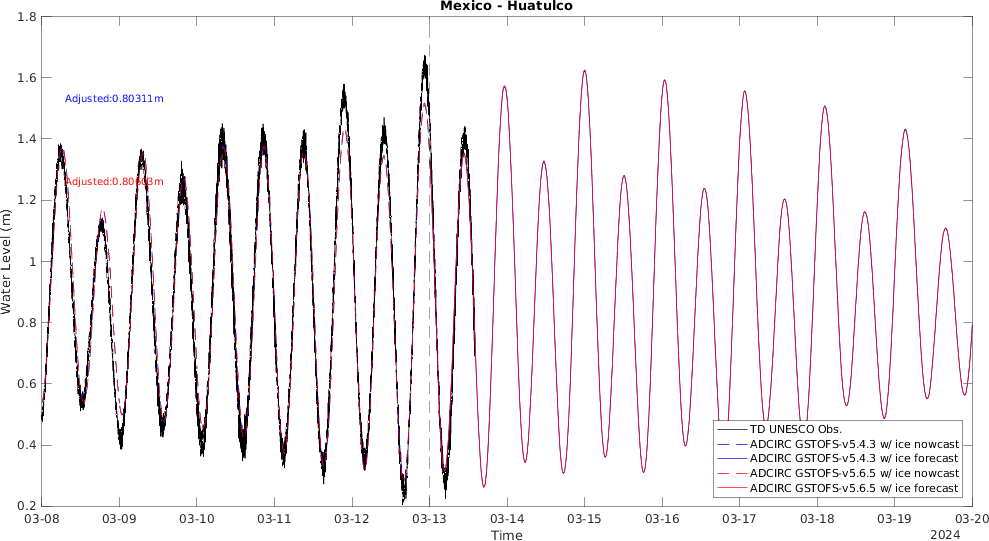 Mexico - Huatulco
1.8
1.6
1.4
1.2
1
0.8
0.6
0.4
0.2
Water Level (m)
Adjusted:0.80311m
TD UNESCO Obs.
ADCIRC GSTOFS-v5.4.3 w/ ice nowcast
ADCIRC GSTOFS-v5.4.3 w/ ice forecast
ADCIRC GSTOFS-v5.6.5 w/ ice nowcast
ADCIRC GSTOFS-v5.6.5 w/ ice forecast
03-08 03-09 03-10 03-11 03-12 03-13 03-14 03-15 03-16 03-17 03-18 03-19 03-20
Time
2024